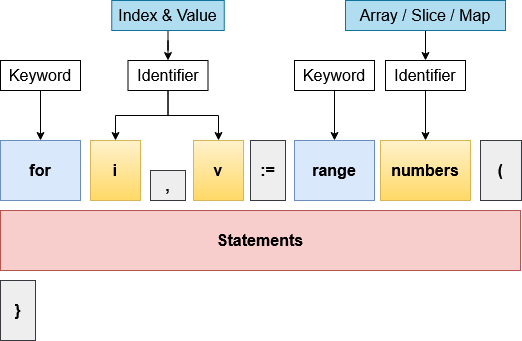 Index & Value Array / Slice / Map
Keyword Identifier Keyword Identifier
for i , v := range numbers (
Statements
}